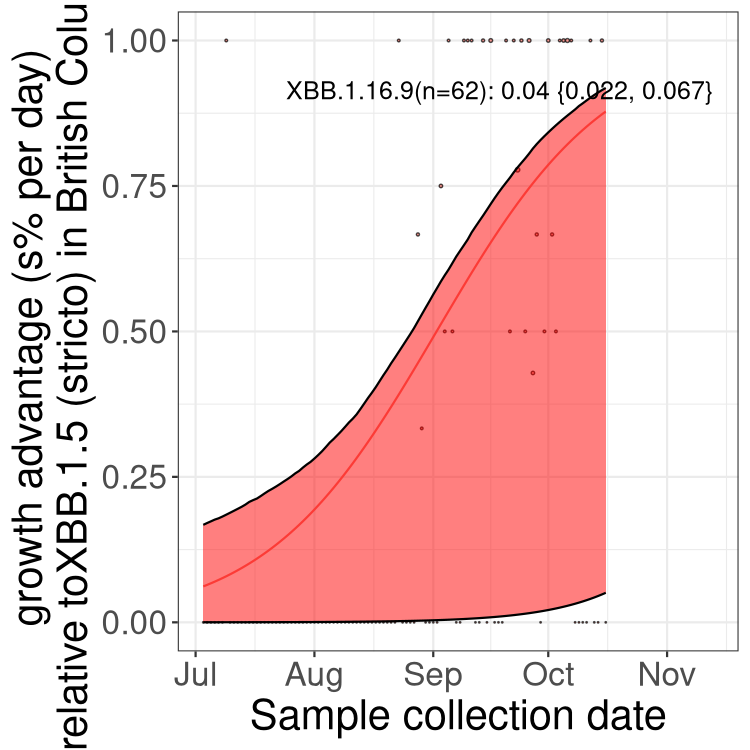 growth advantage (s% per day)
relative toXBB.1.5 (stricto) in British Colu
1.00
0.75
0.50
0.25
0.00
XBB.1.16.9(n=62): 0.04 {0.022, 0.067}
Jul Aug Sep Oct Nov
Sample collection date